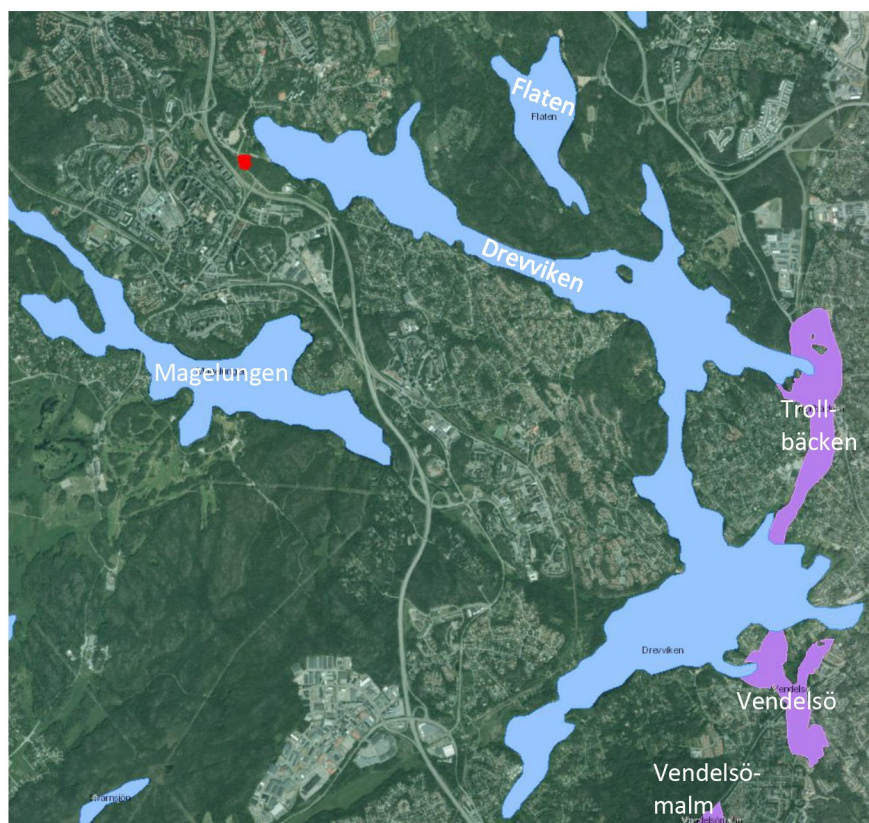 Flaten
Flaten
Drevviken
Magelungen
Troll-
bäcken
Drevviken
Vendelsö
Vendelsö-
malm